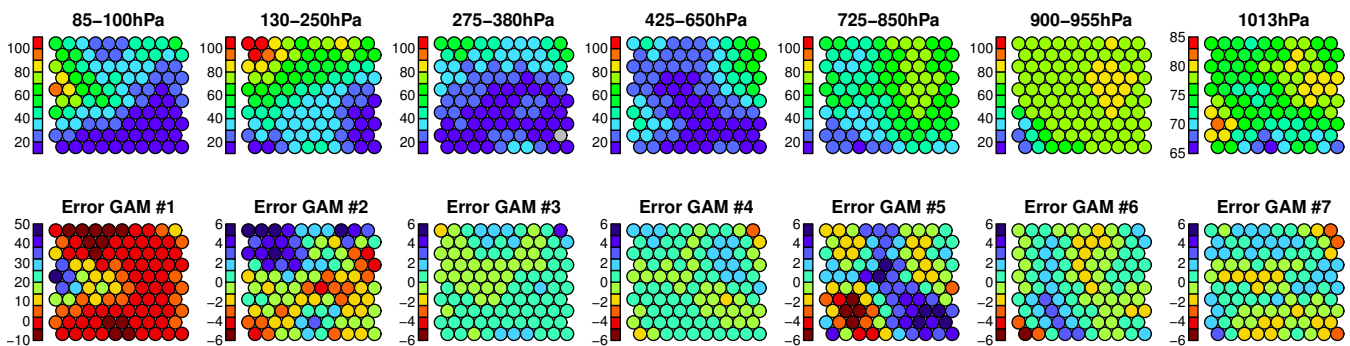 85–100hPa 130–250hPa 275–380hPa 425–650hPa 725–850hPa 900–955hPa 1013hPa
100 100 100 100 100 100 85
80 80 80 80 80 80 80
60 60 60 60 60 60 75
40 40 40 40 40 40 70
20 20 20 20 20 20 65
Error GAM #1 Error GAM #2 Error GAM #3 Error GAM #4 Error GAM #5 Error GAM #6 Error GAM #7
50 6 6 6 6 6 6
40 4 4 4 4 4 4
30 2 2 2 2 2 2
20 0 0 0 0 0 0
10 −2 −2 −2 −2 −2 −2
0 −4 −4 −4 −4 −4 −4
−10 −6 −6 −6 −6 −6 −6